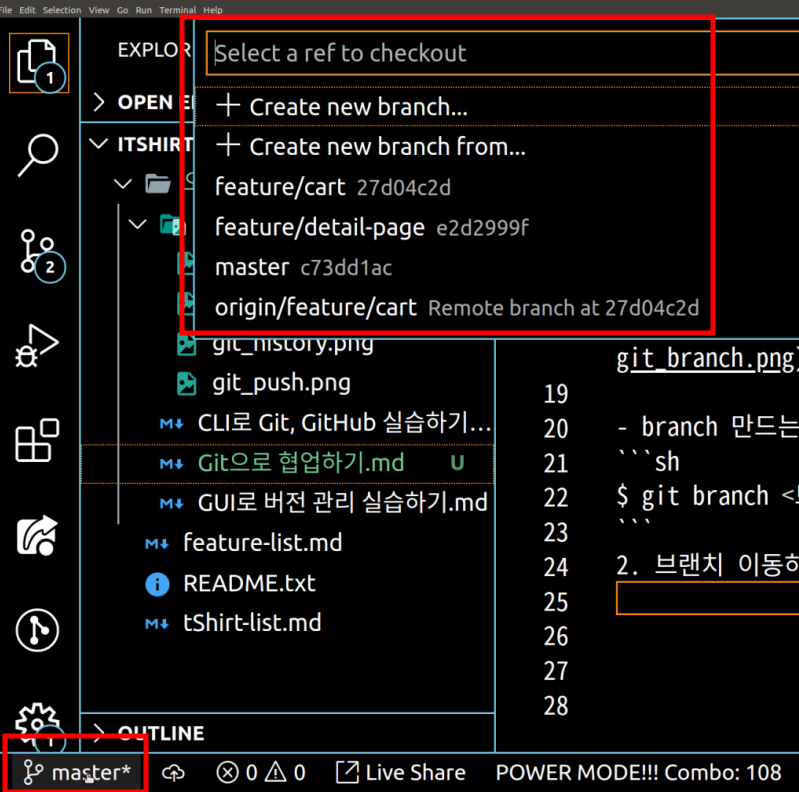 File Edit Selection View Go Run Terminal Help
EXPLOR
Select a ref to checkout
1
OPEN
Create new branch...
ITSHIRT
Create new branch from...
feature/cart 27d04c2d
feature/detail-page e2d2999f
2
master c73dd1ac
origin/feature/cart Remote branch at 27d04c2d
git_history.png
git_branch.png)
git_push.png
19
CLI로 Git, GitHub 실습하기...
20 - branch 만드는
Git으로 협업하기.md U
21 ```sh
GUI로 버전 관리 실습하기.md
22 $ git branch <
feature-list.md
23 ```
24 2. 브랜치 이동하
README.txt
25
tShirt-list.md
26
27
28
1
OUTLINE
master*
0 0
Live Share
POWER MODE!!! Combo: 108